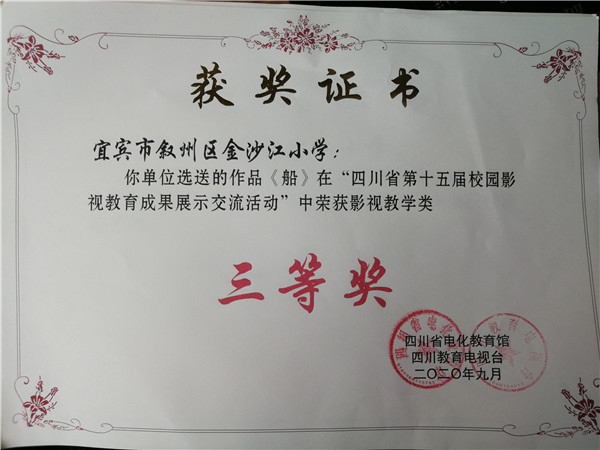 获奖证书
宜宾市叙州区金沙江小学：
你单位选送的作品《船》在“四川省第十五届校园影
视教育成果展示交流活动”中荣获影视教学类
三等奖
四川省电化教育馆
四川教育电视台
二〇二〇年九月